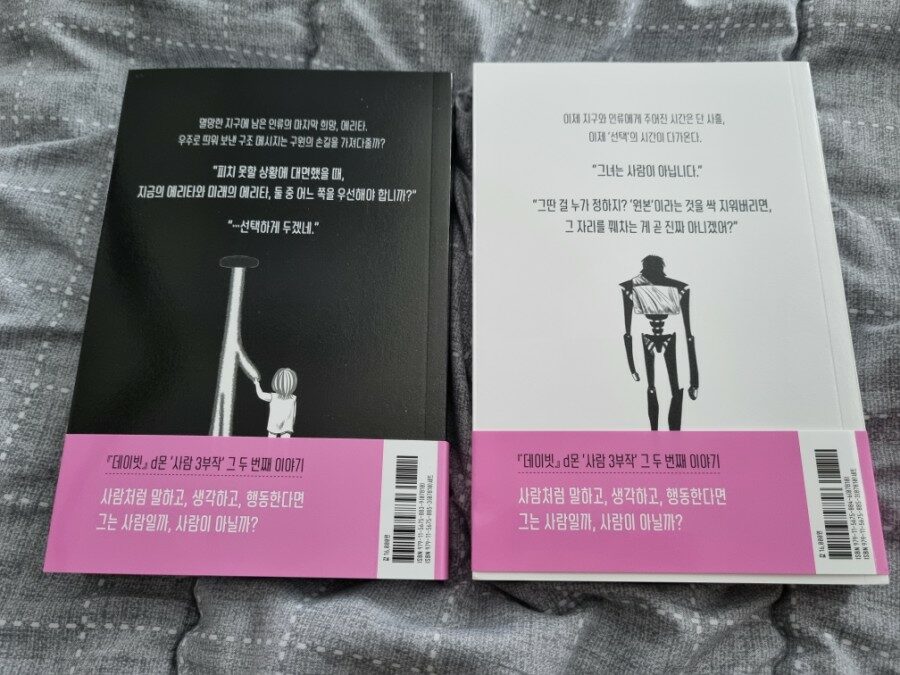 멸망한 지구에 남은 인류의 마지막 희망, 에리타.
우주로 띄워 보낸 구조 메시지는 구원의 손길을 가져다줄까?
"피치 못할 상황에 대면했을 때,
지금의 에리타와 미래의 에리타, 둘 중 어느 쪽을 우선해야 합니까?"
"…선택하게 두겠네."
『데이빗』 d몬 '사람 3부작' 그 두 번째 이야기
사람처럼 말하고, 생각하고, 행동한다면
그는 사람일까, 사람이 아닐까?
값 16,000원
이제 지구와 인류에게 주어진 시간은 단 사흘,
이제 '선택'의 시간이 다가온다.
"그녀는 사람이 아닙니다."
"그딴 걸 누가 정하지? '원본'이라는 것을 싹 지워버리면,
그 자리를 꿰차는 게 곧 진짜 아니겠어?"
『데이빗』 d몬 '사람 3부작' 그 두 번째 이야기
사람처럼 말하고, 생각하고, 행동한다면
그는 사람일까, 사람이 아닐까?
값 16,000원